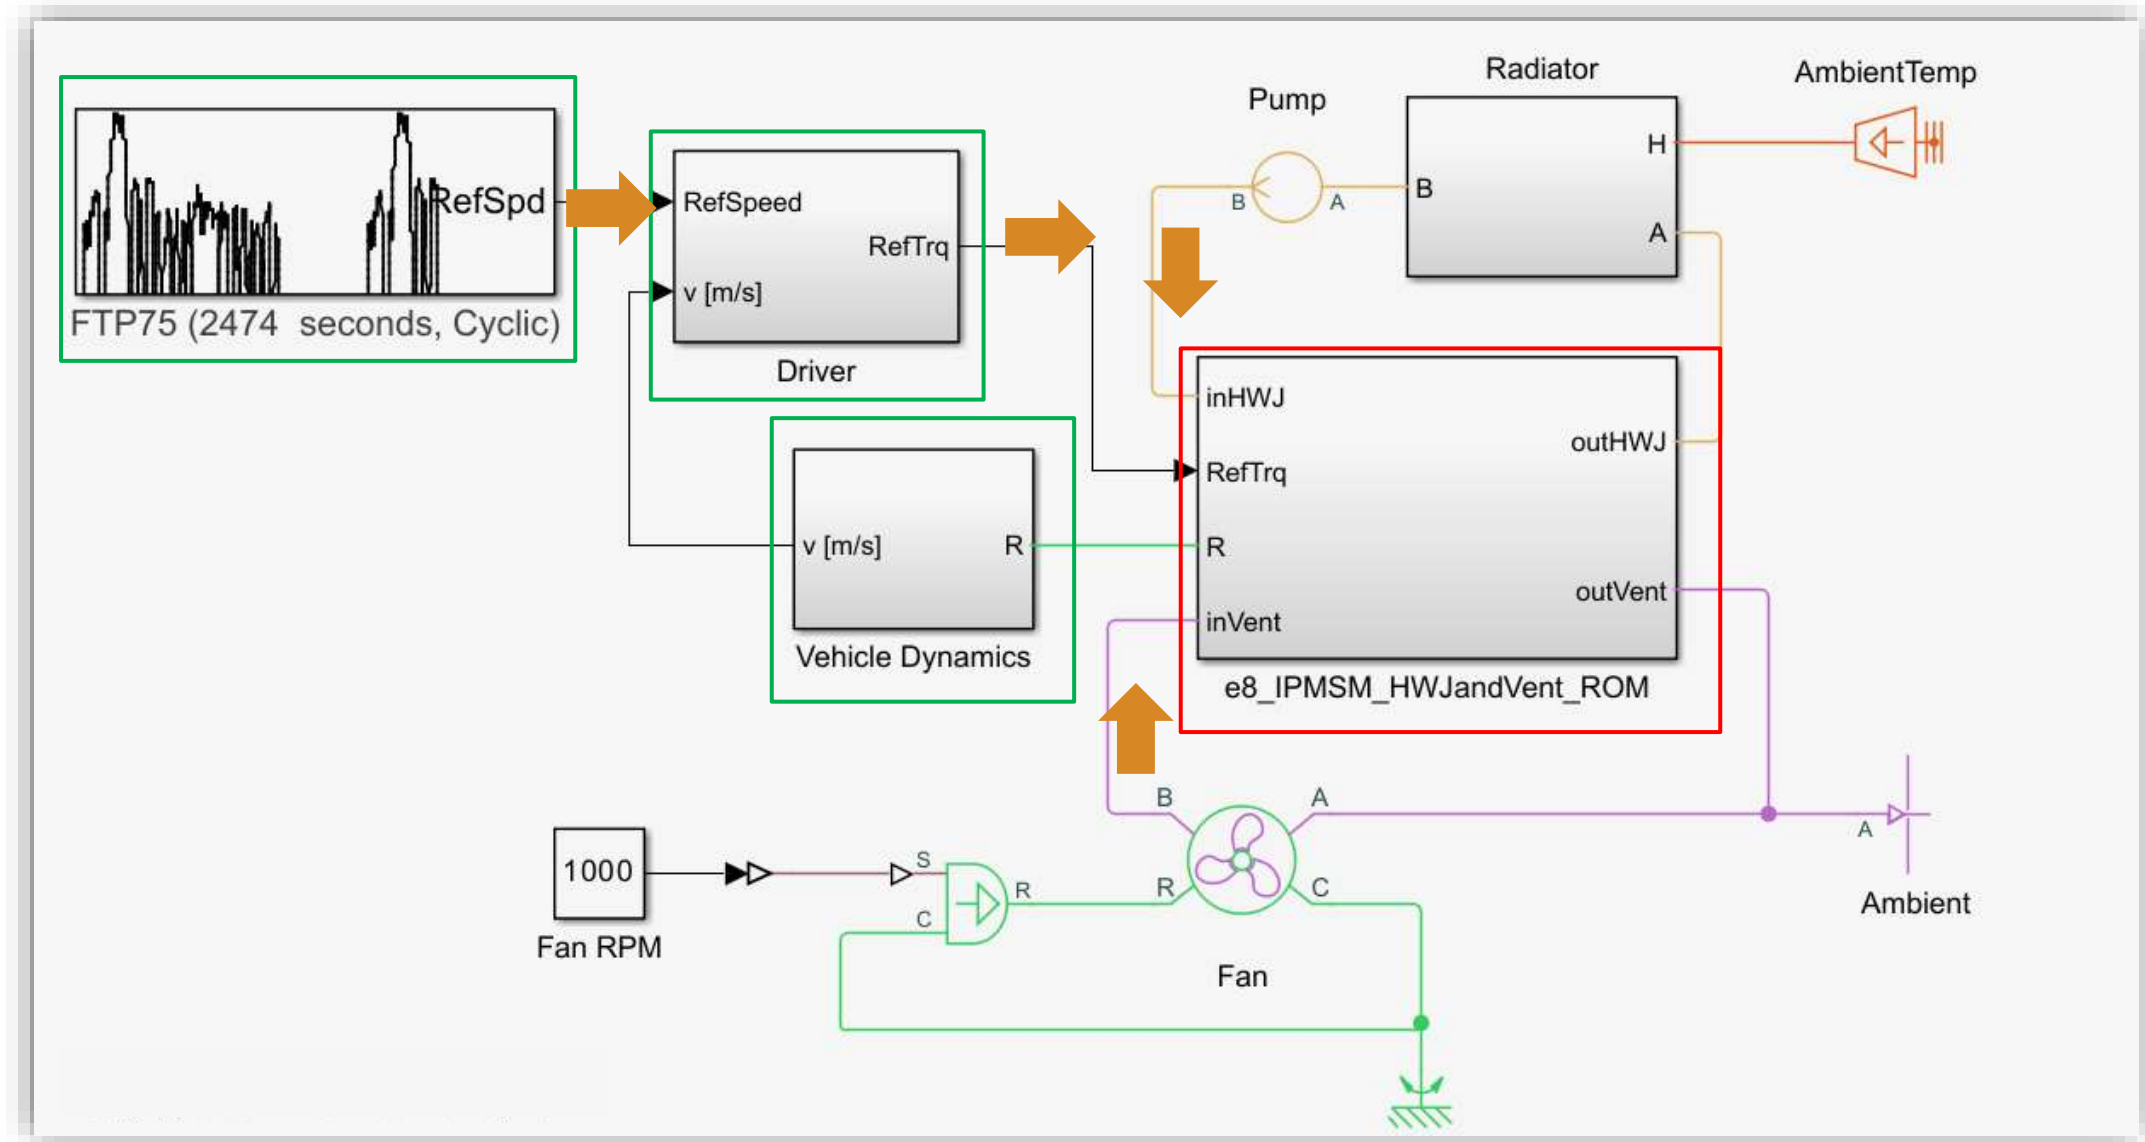 Radiator
AmbientTemp
Pump
H
B
A
B
A
RefSpd
RefSpeed
RefTrq
v [m/s]
FTP75 (2474  seconds, Cyclic)
Driver
inHWJ
outHWJ
RefTrq
v [m/s]
R
R
outVent
inVent
Vehicle Dynamics
e8_IPMSM_HWJandVent_ROM
B
A
A
1000
S
R
R
C
C
Ambient
Fan RPM
Fan